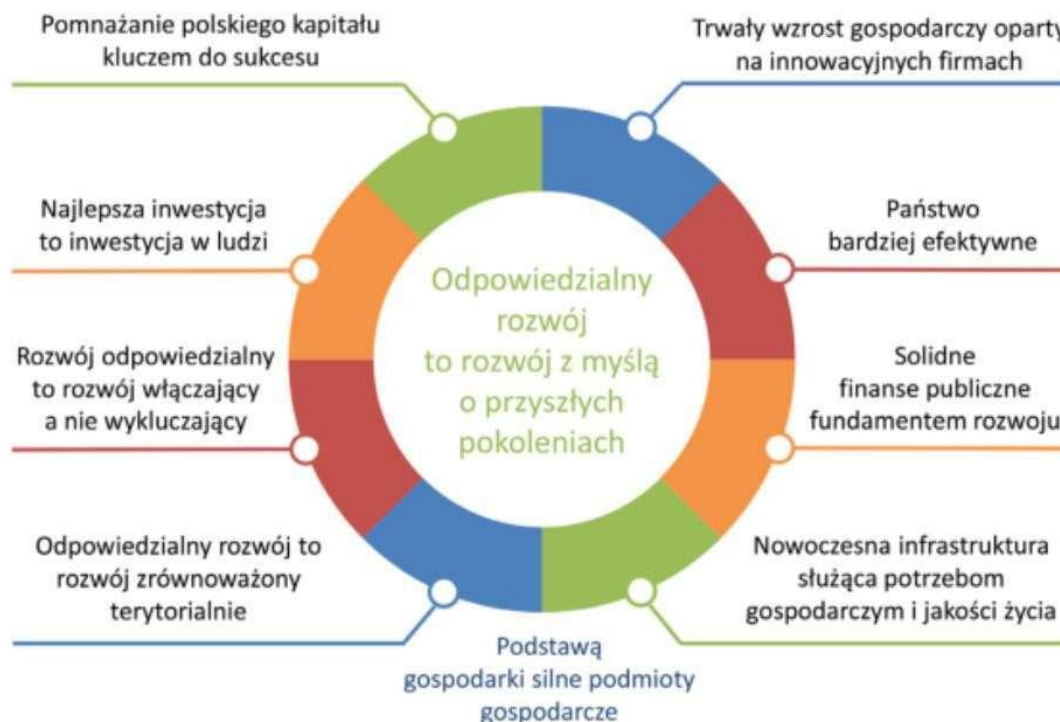 Pomnażanie polskiego kapitału
kluczem do sukcesu
Trwały wzrost gospodarczy oparty
na innowacyjnych firmach
Najlepsza inwestycja
to inwestycja w ludzi
Państwo
bardziej efektywne
Odpowiedzialny
rozwój
to rozwój z myślą
o przyszłych
pokoleniach
Rozwój odpowiedzialny
to rozwój włączający
a nie wykluczający
Solidne
finanse publiczne
fundamentem rozwoju
Odpowiedzialny rozwój to
rozwój zrównoważony
terytorialnie
Nowoczesna infrastruktura
służąca potrzebom
gospodarczym i jakości życia
Podstawą
gospodarki silne podmioty
gospodarcze